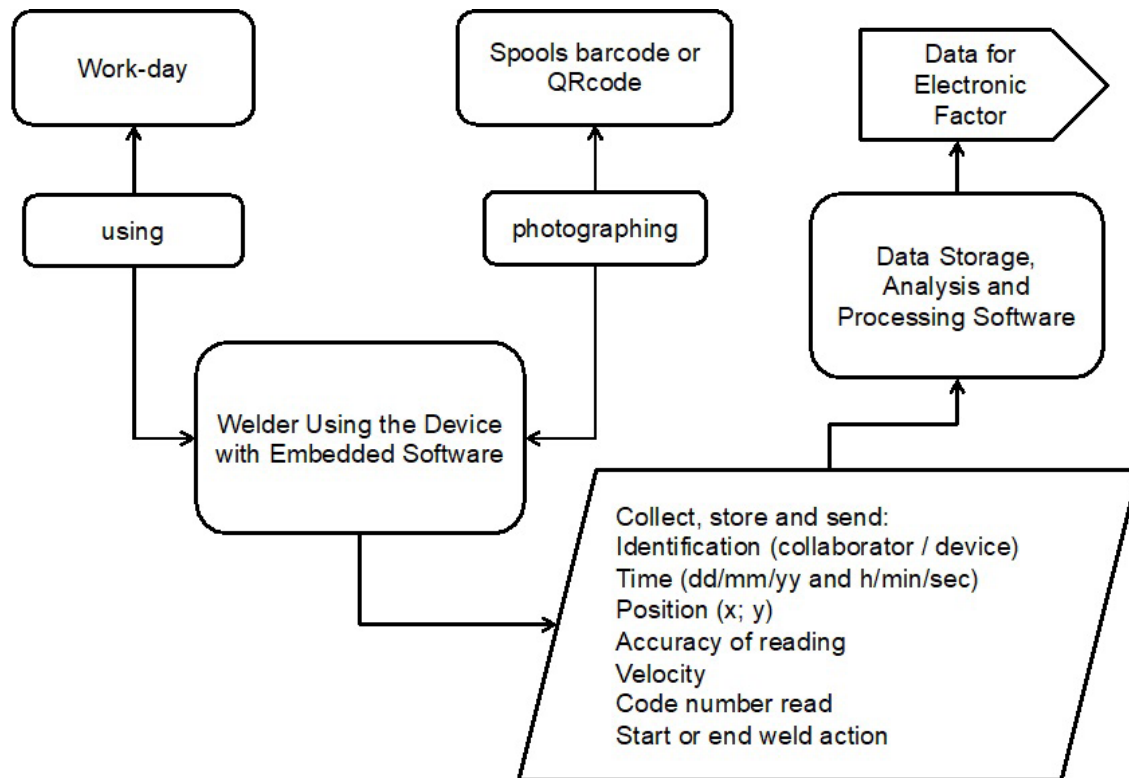 Work-day
Spools barcode or
QRcode
Data for
Electronic
Factor
using
photographing
Data Storage,
Analysis and
Processing Software
Welder Using the Device
with Embedded Software
Collect, store and send:
Identification (collaborator / device)
Time (dd/mm/yy and h/min/sec)
Position (x; y)
Accuracy of reading
Velocity
Code number read
Start or end weld action